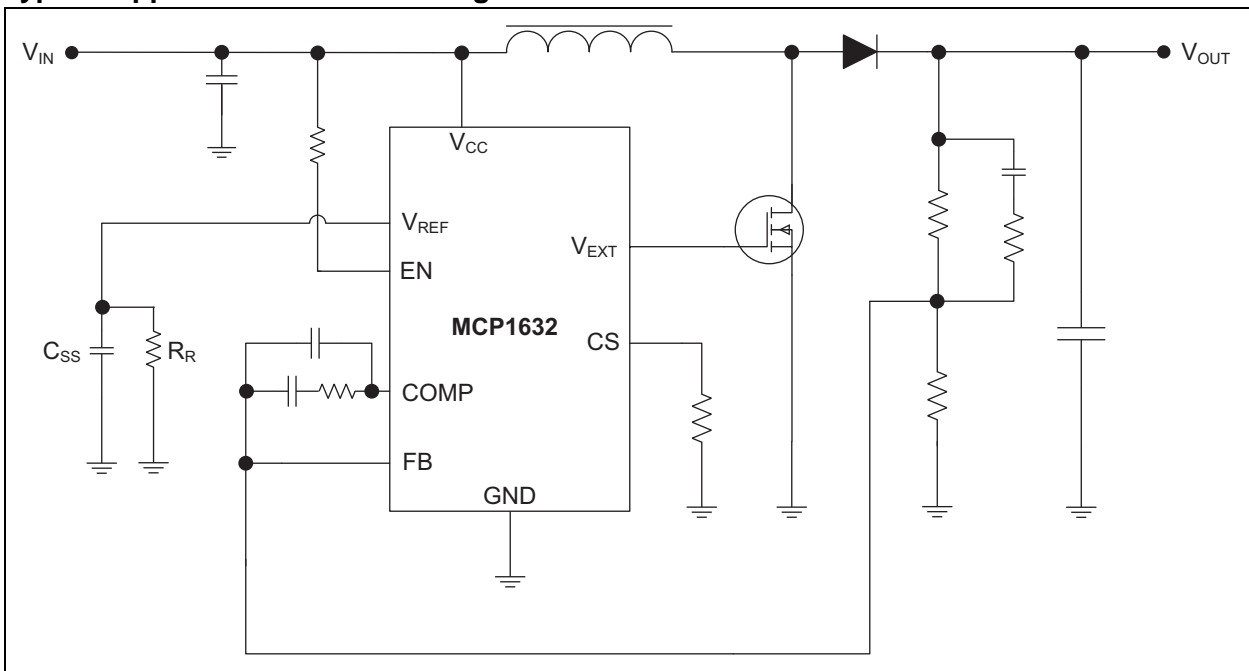 V_IN
V_OUT
V_CC
V_REF
V_EXT
EN
MCP1632
CS
C_SS
R_R
COMP
FB
GND